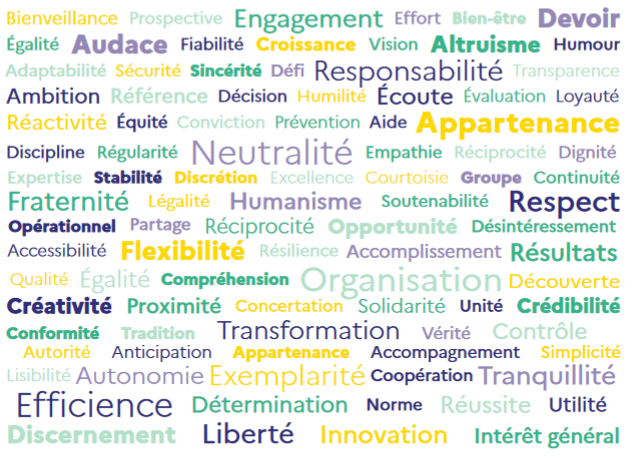 Bienveillance Prospective Engagement Effort Bien-être Devoir
Égalité Audace Fiabilité Croissance Vision Altruisme Humour
Adaptabilité Sécurité Sincérité Défi Responsabilité Transparence
Ambition Référence Décision Humilité Écoute Évaluation Loyauté
Réactivité Équité Conviction Prévention Aide Appartenance
Discipline Régularité Neutralité Empathie Réciprocité Dignité
Expertise Stabilité Discrétion Excellence Courtoisie Groupe Continuité
Fraternité Légalité Humanisme Soutenabilité Respect
Opérationnel Partage Réciprocité Opportunité Désintéressement
Accessibilité Flexibilité Résilience Accomplissement Résultats
Qualité Égalité Compréhension Organisation Découverte
Créativité Proximité Concertation Solidarité Unité Crédibilité
Conformité Tradition Transformation Vérité Contrôle
Autorité Anticipation Appartenance Accompagnement Simplicité
Lisibilité Autonomie Exemplarité Coopération Tranquillité
Efficience Détermination Norme Réussite Utilité
Discernement Liberté Innovation Intérêt général